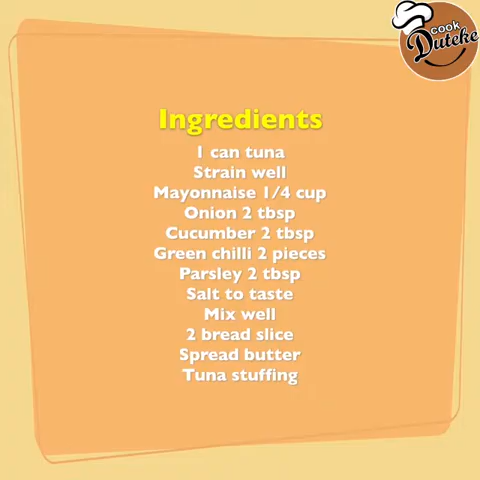 cook
Duteke
Ingredients
1 can tuna
Strain well
Mayonnaise 1/4 cup
Onion 2 tbsp
Cucumber 2 tbsp
Green chilli 2 pieces
Parsley 2 tbsp
Salt to taste
Mix well
2 bread slice
Spread butter
Tuna stuffing